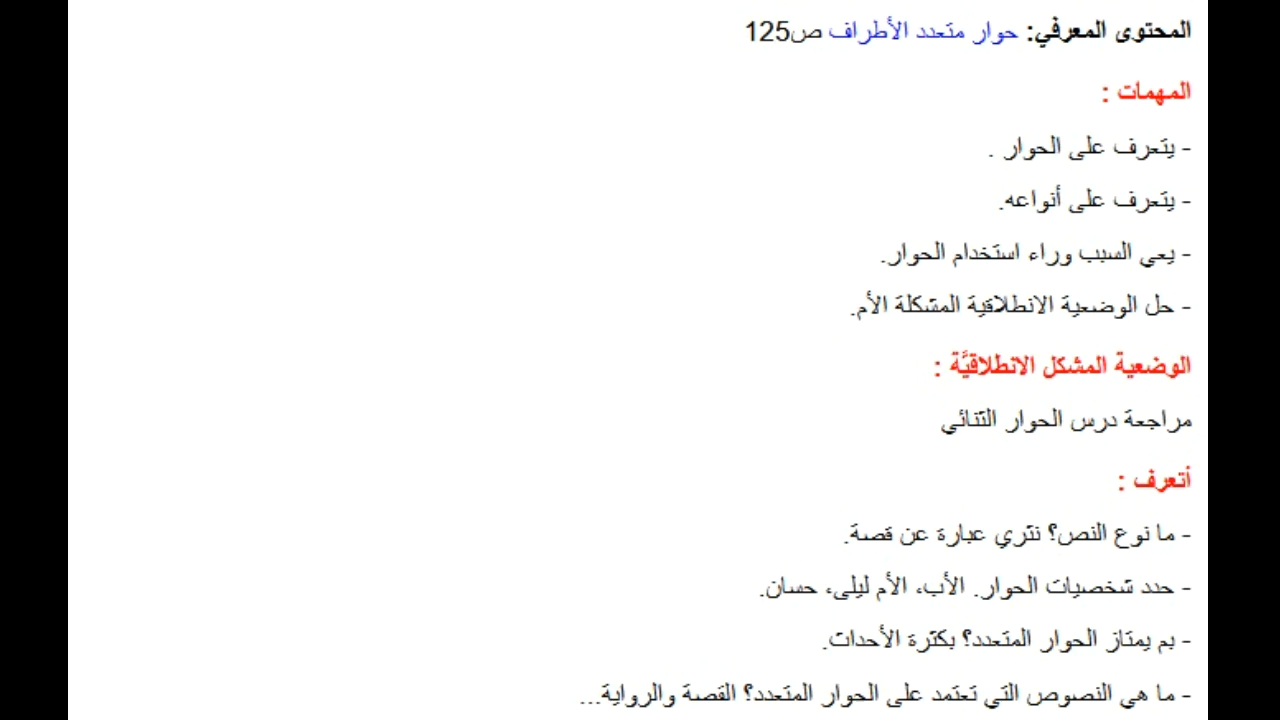 المحتوى المعرفي: حوار متعدد الأطراف ص125
المهمات :
- يتعرف على الحوار .
- يتعرف على أنواعه.
- يعي السبب وراء استخدام الحوار.
- حل الوضعية الانطلاقية المشكلة الأم.
الوضعية المشكل الانطلاقيَّة :
مراجعة درس الحوار الثنائي
أتعرف :
- ما نوع النص؟ نثري عبارة عن قصة.
- حدد شخصيات الحوار. الأب، الأم ليلى، حسان.
- بم يمتاز الحوار المتعدد؟ بكثرة الأحداث.
- ما هي النصوص التي تعتمد على الحوار المتعدد؟ القصة والرواية...